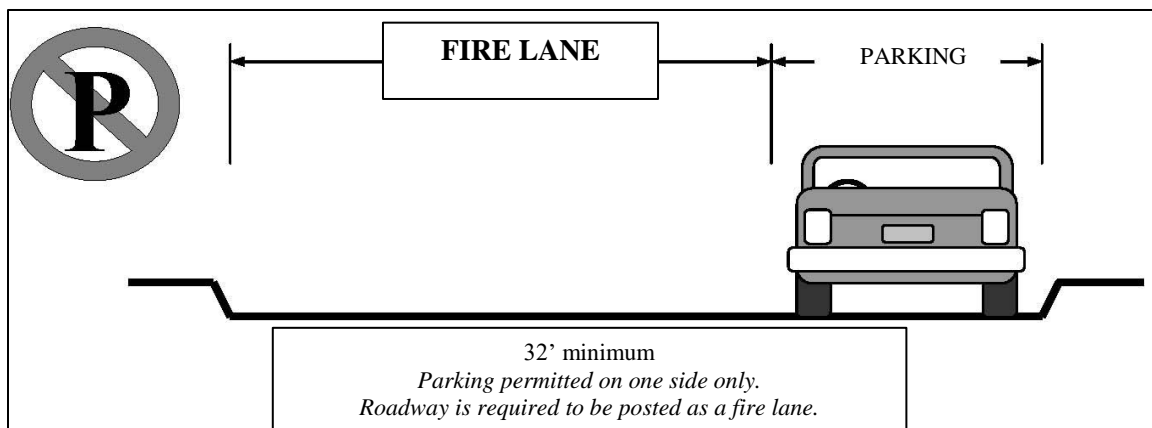 FIRE LANE
PARKING
P
32’ minimum
Parking permitted on one side only.
Roadway is required to be posted as a fire lane.